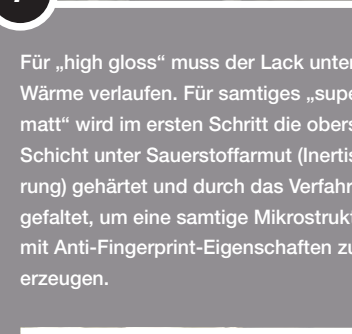 Für „high gloss“ muss der Lack unter
Wärme verlaufen. Für samtiges „supe
matt“ wird im ersten Schritt die obers
Schicht unter Sauerstoffarmut (Inertis
rung) gehärtet und durch das Verfahr
gefaltet, um eine samtige Mikrostrukt
mit Anti-Fingerprint-Eigenschaften zu
erzeugen.